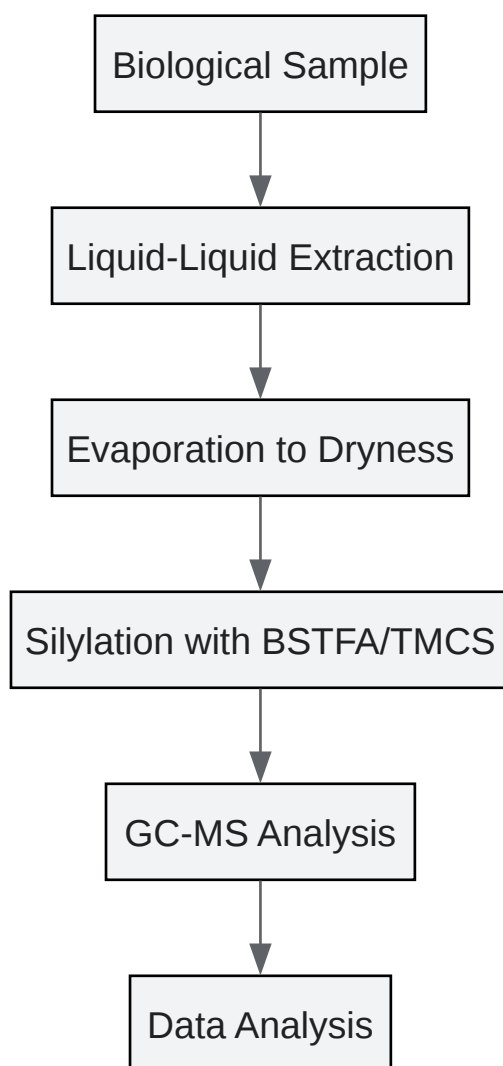 Biological Sample
Liquid-Liquid Extraction
Evaporation to Dryness
Silylation with BSTFA/TMCS
GC-MS Analysis
Data Analysis